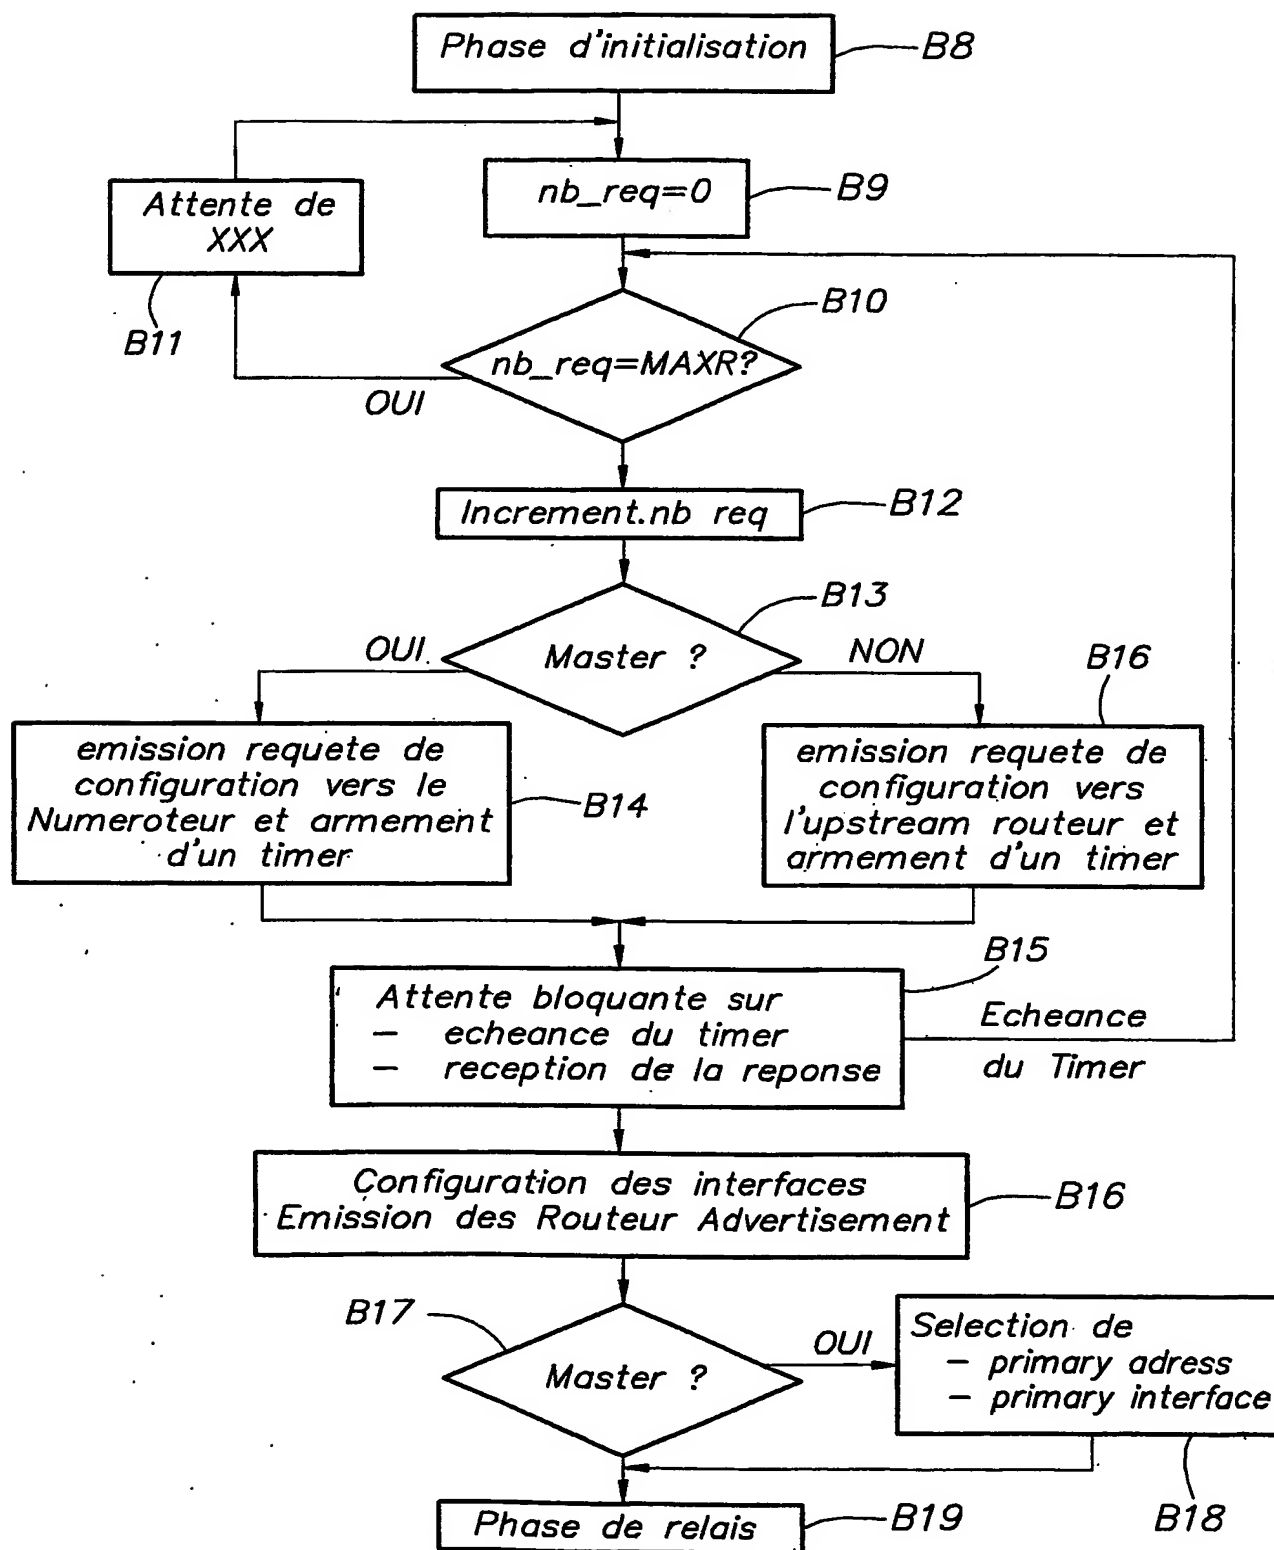 Phase d'initialisation
B8
nb_req=0
B9
Attente de
XXX
B11
B10
nb_req=MAXR?
OUI
Increment.nb req
B12
B13
Master ?
OUI
NON
B16
emission requete de
configuration vers le
Numeroteur et armement
d'un timer
B14
emission requete de
configuration vers
l'upstream routeur et
armement d'un timer
B15
Attente bloquante sur
- echeance du timer
- reception de la reponse
Echeance
du Timer
Configuration des interfaces
Emission des Routeur Advertisement
B16
B17
Master ?
OUI
Selection de
- primary adress
- primary interface
B18
Phase de relais
B19